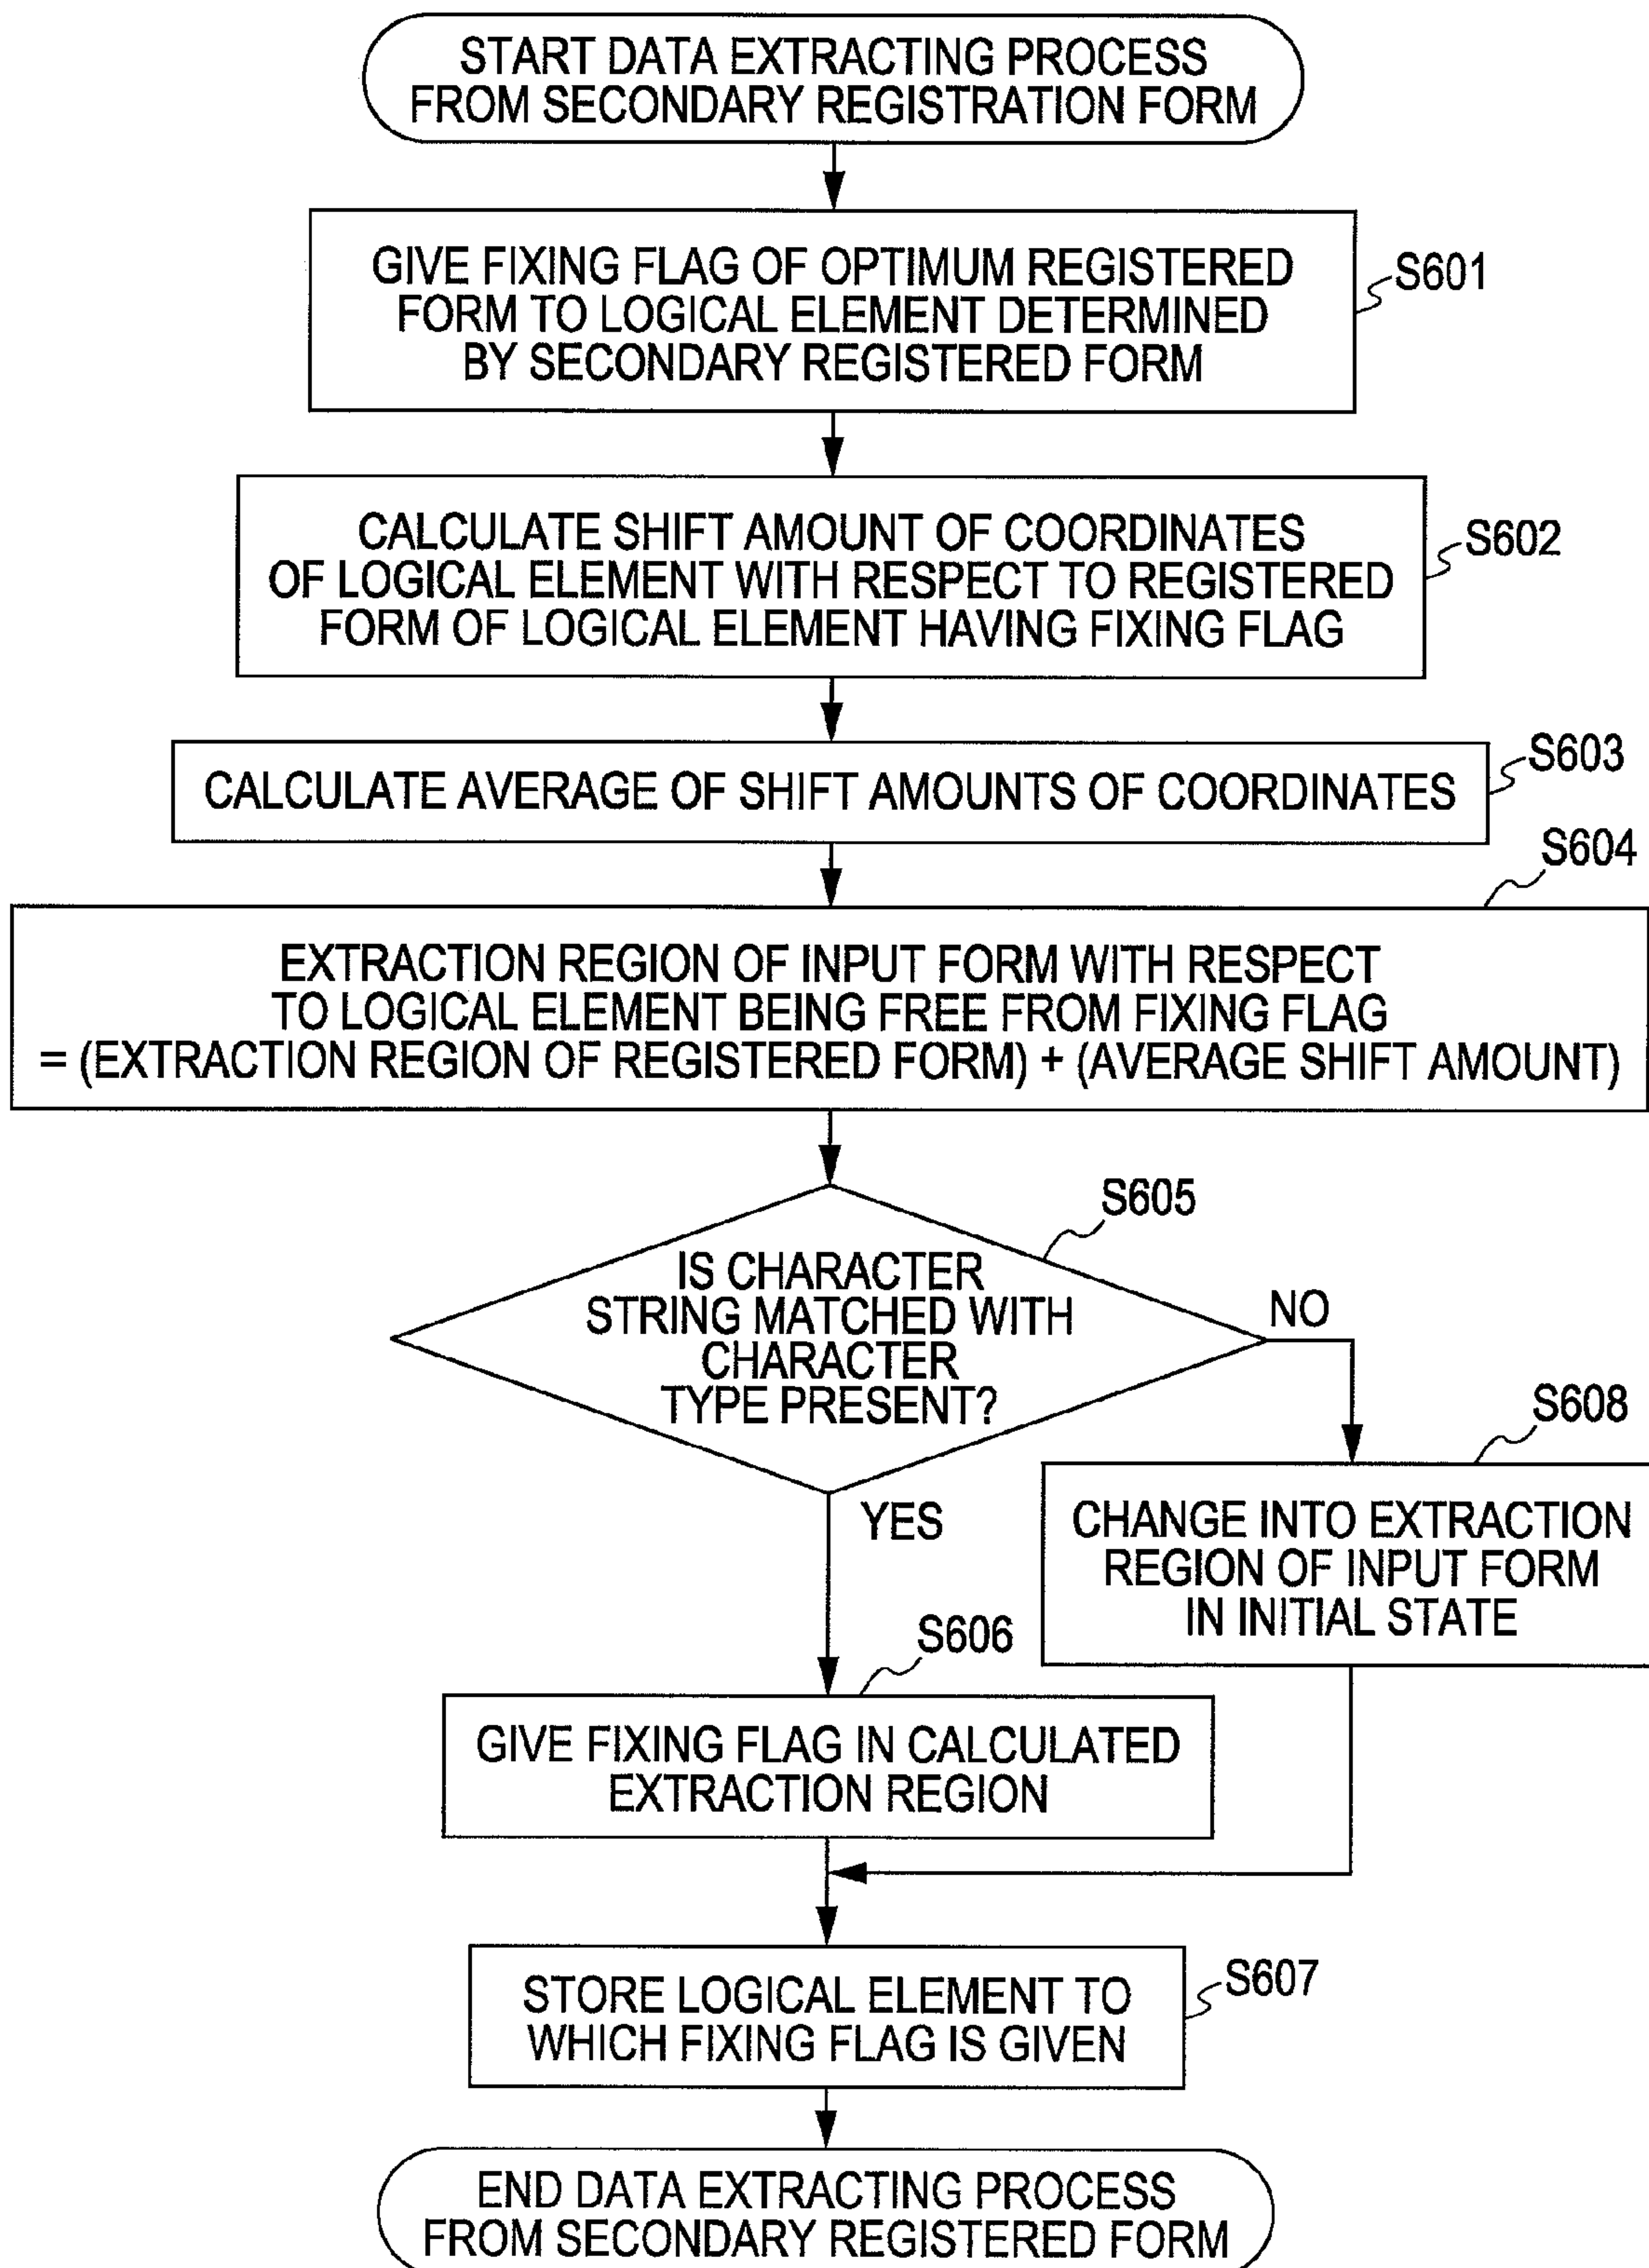 START DATA EXTRACTING PROCESS
FROM SECONDARY REGISTRATION FORM
GIVE FIXING FLAG OF OPTIMUM REGISTERED
FORM TO LOGICAL ELEMENT DETERMINED
BY SECONDARY REGISTERED FORM
S601
CALCULATE SHIFT AMOUNT OF COORDINATES
OF LOGICAL ELEMENT WITH RESPECT TO REGISTERED
FORM OF LOGICAL ELEMENT HAVING FIXING FLAG
S602
CALCULATE AVERAGE OF SHIFT AMOUNTS OF COORDINATES
S603
S604
EXTRACTION REGION OF INPUT FORM WITH RESPECT
TO LOGICAL ELEMENT BEING FREE FROM FIXING FLAG
= (EXTRACTION REGION OF REGISTERED FORM) + (AVERAGE SHIFT AMOUNT)
S605
IS CHARACTER
STRING MATCHED WITH
CHARACTER
TYPE PRESENT?
NO
YES
S608
CHANGE INTO EXTRACTION
REGION OF INPUT FORM
IN INITIAL STATE
S606
GIVE FIXING FLAG IN CALCULATED
EXTRACTION REGION
STORE LOGICAL ELEMENT TO
WHICH FIXING FLAG IS GIVEN
S607
END DATA EXTRACTING PROCESS
FROM SECONDARY REGISTERED FORM